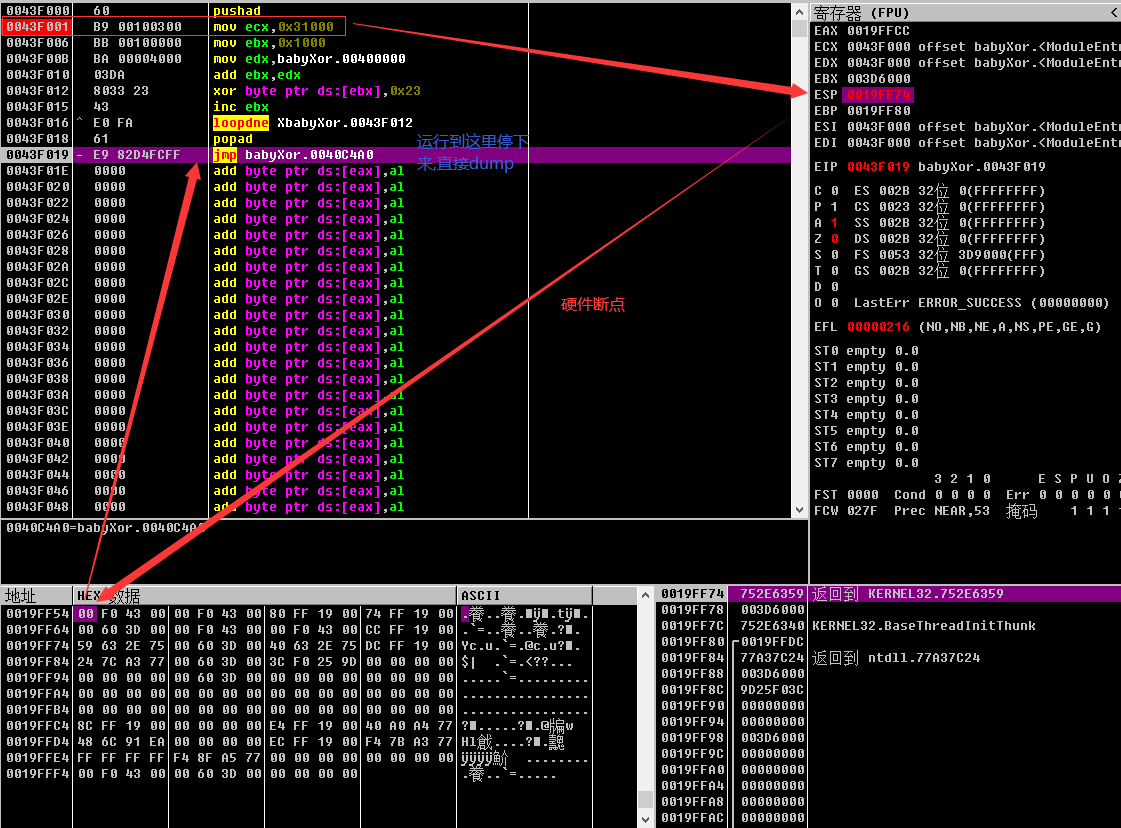 0043F000 60 pushad
0043F001 B9 00100300 mov ecx,0x31000
0043F006 BB 00100000 mov ebx,0x1000
0043F00B BA 00004000 mov edx,babyXor.00400000
0043F010 03DA add ebx,edx
0043F012 8033 23 xor byte ptr ds:[ebx],0x23
0043F015 43 inc ebx
0043F016 ^ E0 FA loopdne XbabyXor.0043F012
0043F018 61 popad
0043F019 - E9 82D4FCFF jmp babyXor.0040C4A0
0043F01E 0000 add byte ptr ds:[eax],al
0043F020 0000 add byte ptr ds:[eax],al
0043F022 0000 add byte ptr ds:[eax],al
0043F024 0000 add byte ptr ds:[eax],al
0043F026 0000 add byte ptr ds:[eax],al
0043F028 0000 add byte ptr ds:[eax],al
0043F02A 0000 add byte ptr ds:[eax],al
0043F02C 0000 add byte ptr ds:[eax],al
0043F02E 0000 add byte ptr ds:[eax],al
0043F030 0000 add byte ptr ds:[eax],al
0043F032 0000 add byte ptr ds:[eax],al
0043F034 0000 add byte ptr ds:[eax],al
0043F036 0000 add byte ptr ds:[eax],al
0043F038 0000 add byte ptr ds:[eax],al
0043F03A 0000 add byte ptr ds:[eax],al
0043F03C 0000 add byte ptr ds:[eax],al
0043F03E 0000 add byte ptr ds:[eax],al
0043F040 0000 add byte ptr ds:[eax],al
0043F042 0000 add byte ptr ds:[eax],al
0043F044 0000 add byte ptr ds:[eax],al
0043F046 0000 add byte ptr ds:[eax],al
0043F048 0000 add byte ptr ds:[eax],al
运行到这里停下
来,直接dump
硬件断点
0040C4A0=babyXor.0040C4A0
寄存器 (FPU) <
EAX 0019FFCC
ECX 0043F000 offset babyXor.<ModuleEntr
EDX 0043F000 offset babyXor.<ModuleEntr
EBX 003D6000
ESP 0019FF74
EBP 0019FF80
ESI 0043F000 offset babyXor.<ModuleEntr
EDI 0043F000 offset babyXor.<ModuleEntr
EIP 0043F019 babyXor.0043F019
C 0 ES 002B 32位 0(FFFFFFFF)
P 1 CS 0023 32位 0(FFFFFFFF)
A 1 SS 002B 32位 0(FFFFFFFF)
Z 0 DS 002B 32位 0(FFFFFFFF)
S 0 FS 0053 32位 3D9000(FFF)
T 0 GS 002B 32位 0(FFFFFFFF)
D 0
O 0 LastErr ERROR_SUCCESS (00000000)
EFL 00000216 (NO,NB,NE,A,NS,PE,GE,G)
ST0 empty 0.0
ST1 empty 0.0
ST2 empty 0.0
ST3 empty 0.0
ST4 empty 0.0
ST5 empty 0.0
ST6 empty 0.0
ST7 empty 0.0
3 2 1 0 E S P U O Z
FST 0000 Cond 0 0 0 0 Err 0 0 0 0 0 0
FCW 027F Prec NEAR,53 掩码 1 1 1 1
地址 HEX 数据 ASCII
0019FF54 00 F0 43 00 00 F0 43 00 80 FF 19 00 74 FF 19 00
0019FF64 00 60 3D 00 00 F0 43 00 00 F0 43 00 CC FF 19 00
0019FF74 59 63 2E 75 00 60 3D 00 40 63 2E 75 DC FF 19 00
0019FF84 24 7C A3 77 00 60 3D 00 3C F0 25 9D 00 00 00 00
0019FF94 00 00 00 00 00 60 3D 00 00 00 00 00 00 00 00 00
0019FFA4 00 00 00 00 00 00 00 00 00 00 00 00 00 00 00 00
0019FFB4 00 00 00 00 00 00 00 00 00 00 00 00 00 00 00 00
0019FFC4 8C FF 19 00 00 00 00 00 E4 FF 19 00 40 A0 A4 77
0019FFD4 48 6C 91 EA 00 00 00 00 EC FF 19 00 F4 7B A3 77
0019FFE4 FF FF FF FF F4 8F A5 77 00 00 00 00 00 00 00 00
0019FFF4 00 F0 43 00 00 60 3D 00 00 00 00 00
0019FF74 752E6359 返回到 KERNEL32.752E6359
0019FF78 003D6000
0019FF7C 752E6340 KERNEL32.BaseThreadInitThunk
0019FF80 0019FFDC
0019FF84 77A37C24 返回到 ntdll.77A37C24
0019FF88 003D6000
0019FF8C 9D25F03C
0019FF90 00000000
0019FF94 00000000
0019FF98 003D6000
0019FF9C 00000000
0019FFA0 00000000
0019FFA4 00000000
0019FFA8 00000000
0019FFAC 00000000